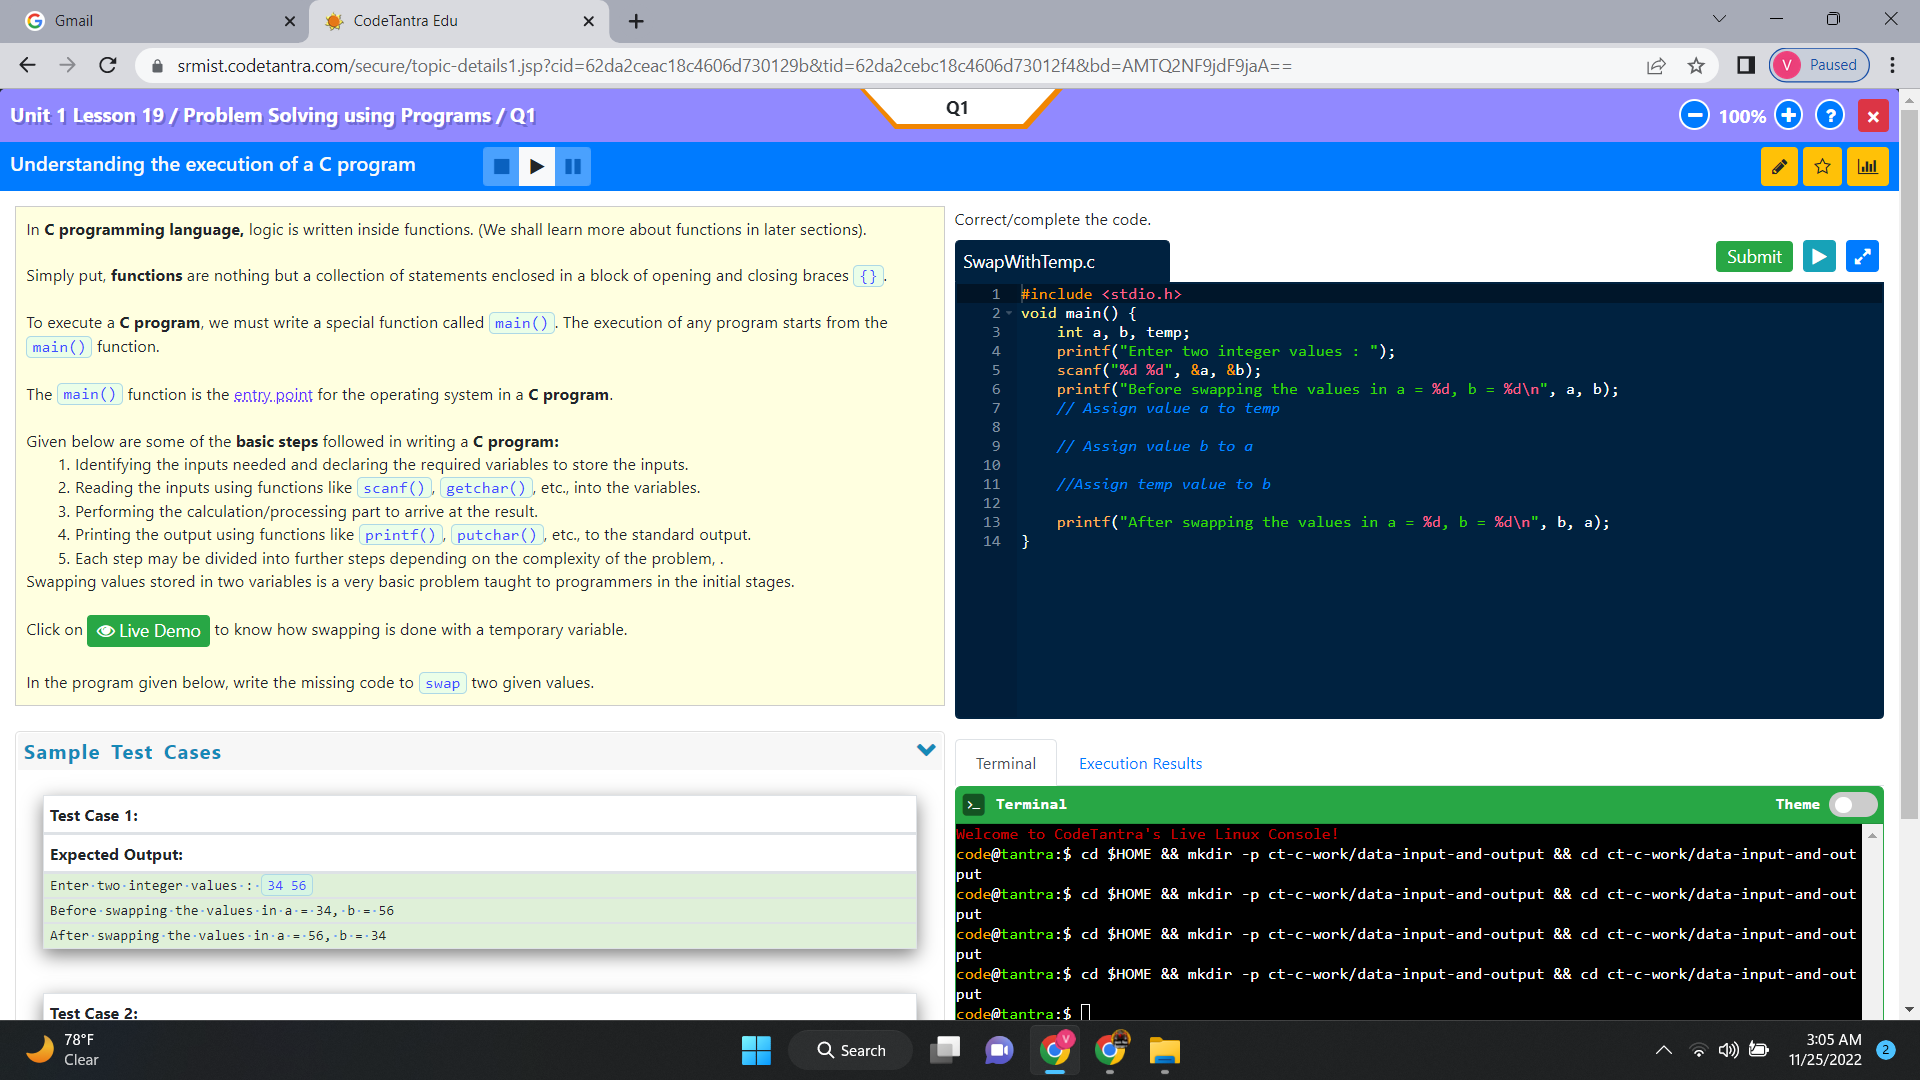 Gmail
CodeTantra Edu
srmist.codetantra.com/secure/topic-details1.jsp?cid=62da2ceac18c4606d730129b&tid=62da2cebc18c4606d73012f4&bd=AMTQ2NF9jdF9jaA==
V Paused
Unit 1 Lesson 19 / Problem Solving using Programs / Q1
Q1
100%
?
Understanding the execution of a C program
In C programming language, logic is written inside functions. (We shall learn more about functions in later sections).
Simply put, functions are nothing but a collection of statements enclosed in a block of opening and closing braces {}.
To execute a C program, we must write a special function called main(). The execution of any program starts from the
main() function.
The main() function is the entry point for the operating system in a C program.
Given below are some of the basic steps followed in writing a C program:
1. Identifying the inputs needed and declaring the required variables to store the inputs.
2. Reading the inputs using functions like scanf(), getchar(), etc., into the variables.
3. Performing the calculation/processing part to arrive at the result.
4. Printing the output using functions like printf(), putchar(), etc., to the standard output.
5. Each step may be divided into further steps depending on the complexity of the problem, .
Swapping values stored in two variables is a very basic problem taught to programmers in the initial stages.
Click on Live Demo to know how swapping is done with a temporary variable.
In the program given below, write the missing code to swap two given values.
Sample Test Cases
Test Case 1:
Expected Output:
Enter·two·integer·values·:· 34 56
Before·swapping·the·values·in·a·=·34,·b·=·56
After·swapping·the·values·in·a·=·56,·b·=·34
Test Case 2:
Correct/complete the code.
SwapWithTemp.c
Submit
1 #include <stdio.h>
2 void main() {
3 int a, b, temp;
4 printf("Enter two integer values : ");
5 scanf("%d %d", &a, &b);
6 printf("Before swapping the values in a = %d, b = %d\n", a, b);
7 // Assign value a to temp
8
9 // Assign value b to a
10
11 //Assign temp value to b
12
13 printf("After swapping the values in a = %d, b = %d\n", b, a);
14 }
Terminal
Execution Results
>_ Terminal
Theme
Welcome to CodeTantra's Live Linux Console!
code@tantra:$ cd $HOME && mkdir -p ct-c-work/data-input-and-output && cd ct-c-work/data-input-and-out
put
code@tantra:$ cd $HOME && mkdir -p ct-c-work/data-input-and-output && cd ct-c-work/data-input-and-out
put
code@tantra:$ cd $HOME && mkdir -p ct-c-work/data-input-and-output && cd ct-c-work/data-input-and-out
put
code@tantra:$ cd $HOME && mkdir -p ct-c-work/data-input-and-output && cd ct-c-work/data-input-and-out
put
code@tantra:$
78°F
Clear
Search
V
3:05 AM
11/25/2022
2